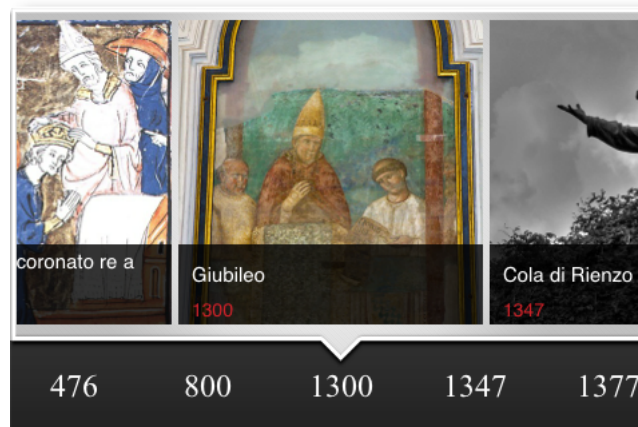 coronato re a
Giubileo
1300
Cola di Rienzo
1347
476 800 1300 1347 1377